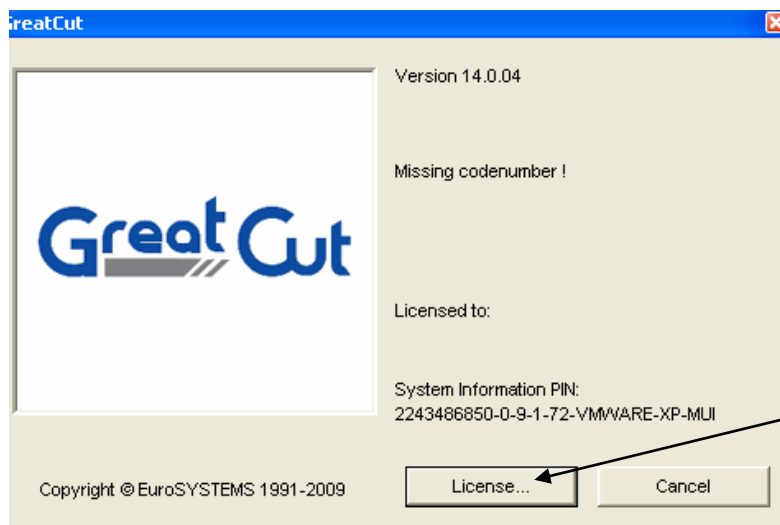 GreatCut
Version 14.0.04
Missing codenumber !
Great Cut
Licensed to:
System Information PIN:
2243486850-0-9-1-72-VMWARE-XP-MUI
Copyright © EuroSYSTEMS 1991-2009
License...
Cancel